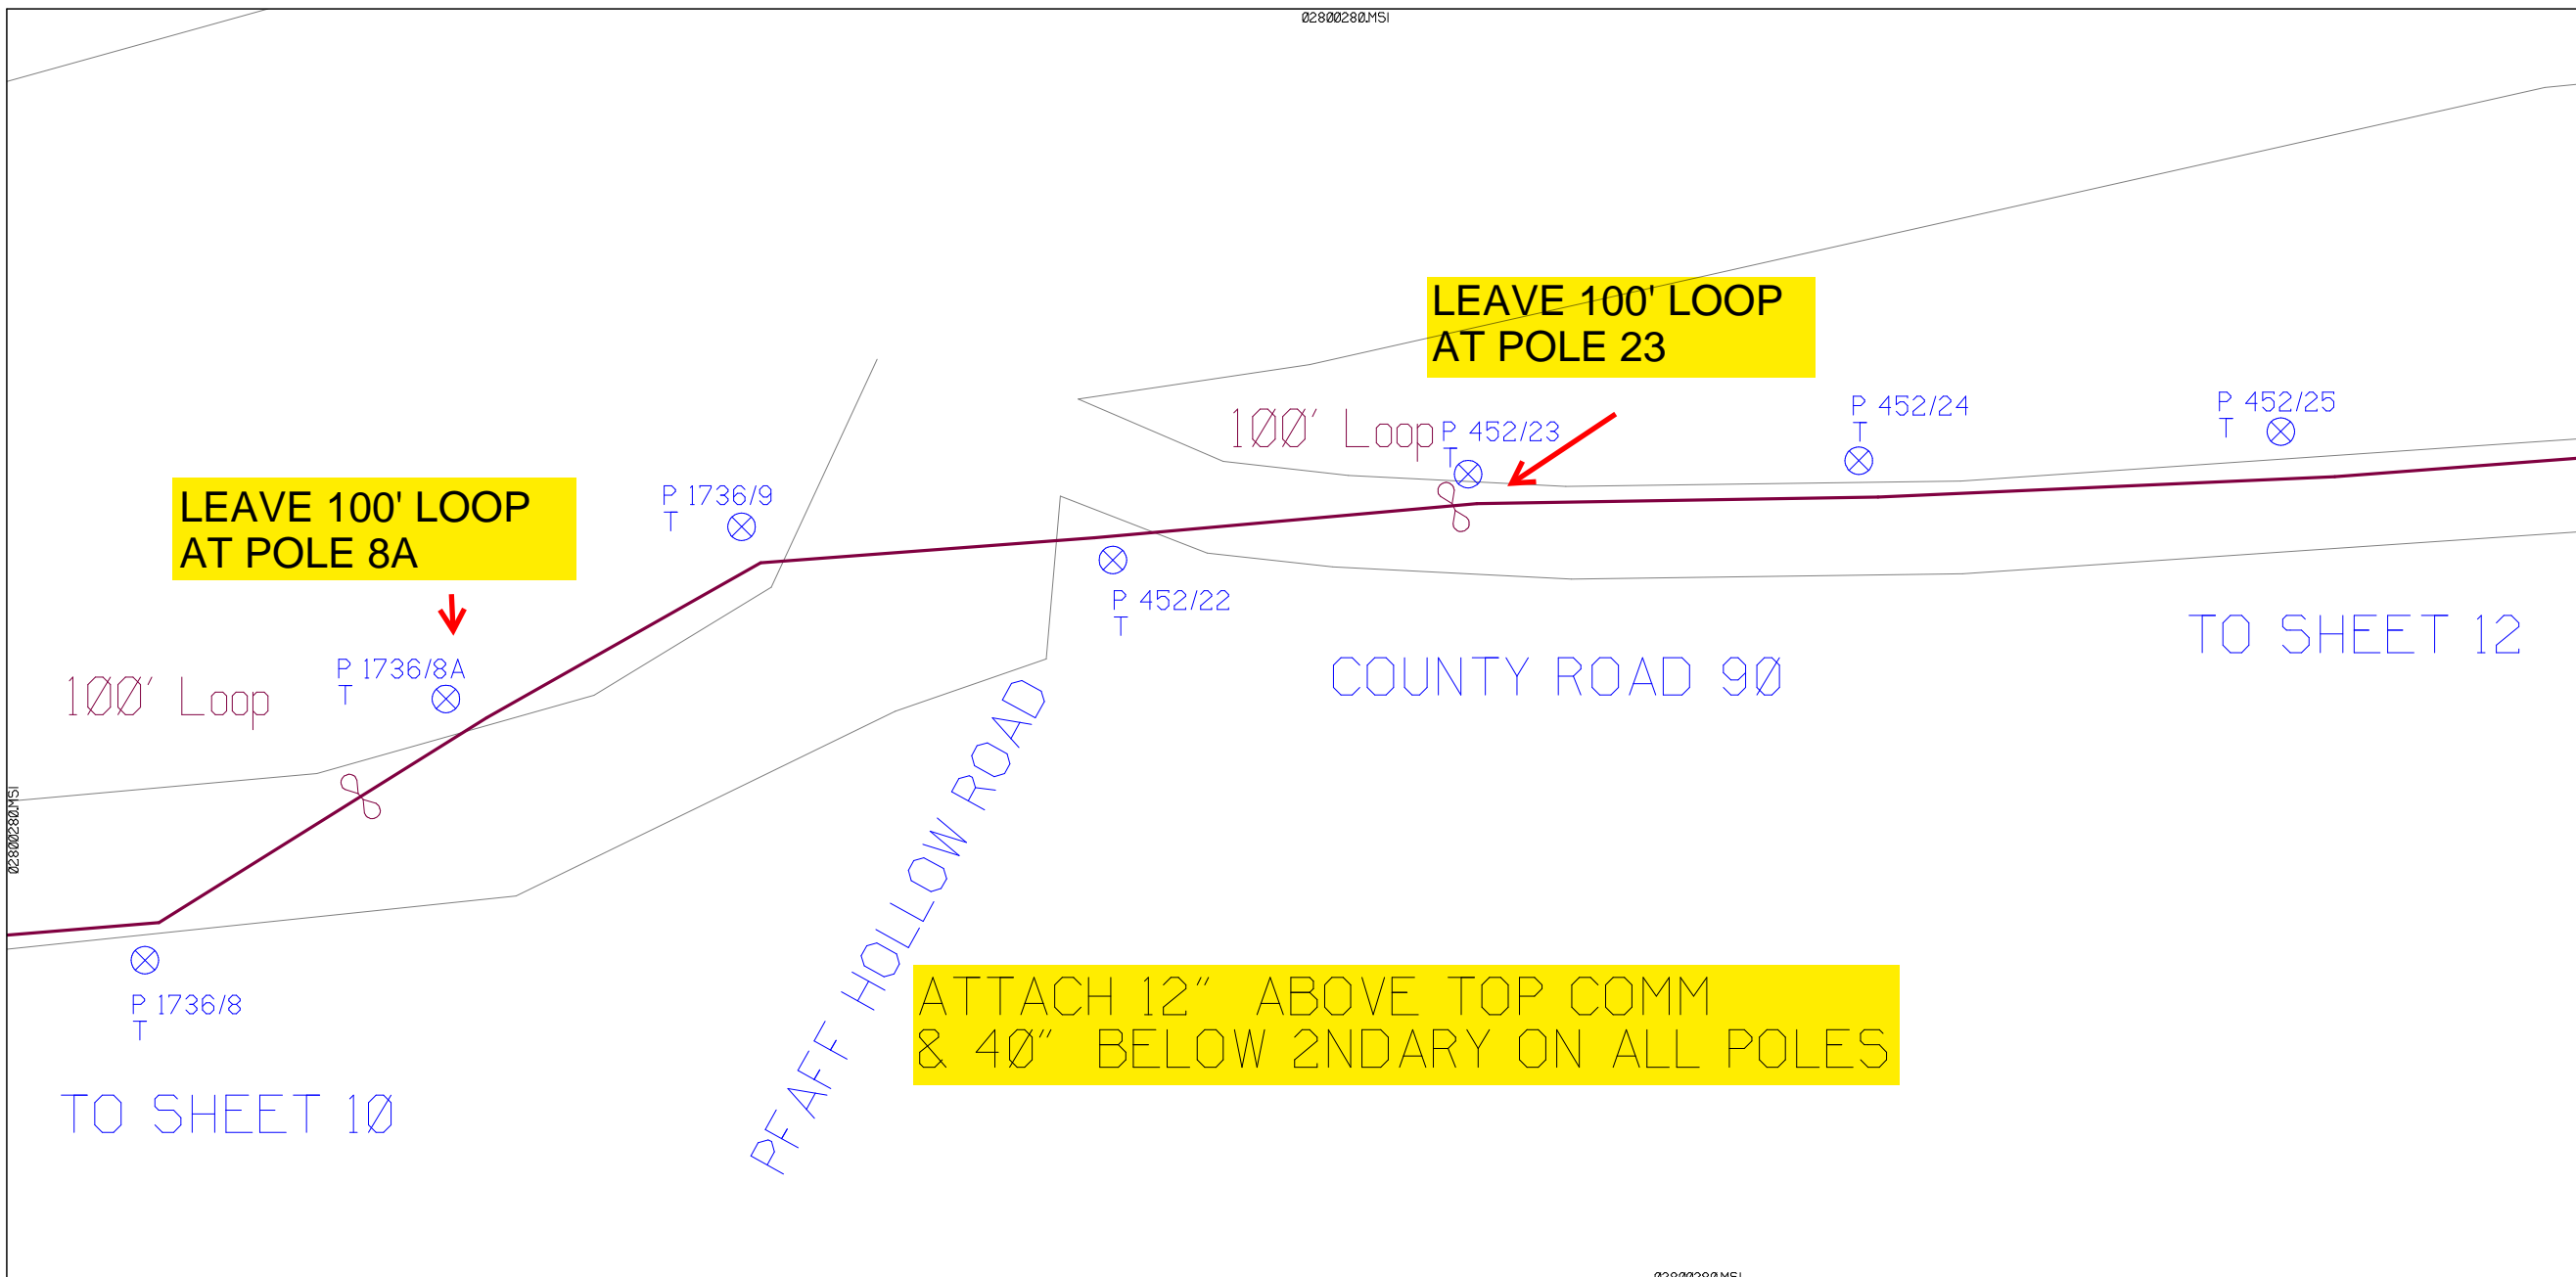 02800280.MSI
LEAVE 100' LOOP
AT POLE 23
100' Loop
P 452/23
T
P 452/24
T
P 452/25
T
LEAVE 100' LOOP
AT POLE 8A
P 1736/9
T
P 452/22
T
TO SHEET 12
COUNTY ROAD 90
P 1736/8A
T
100' Loop
02800280.MSI
PFAFF HOLLOW ROAD
P 1736/8
T
ATTACH 12" ABOVE TOP COMM
& 40" BELOW 2NDARY ON ALL POLES
TO SHEET 10
02800280.MSI